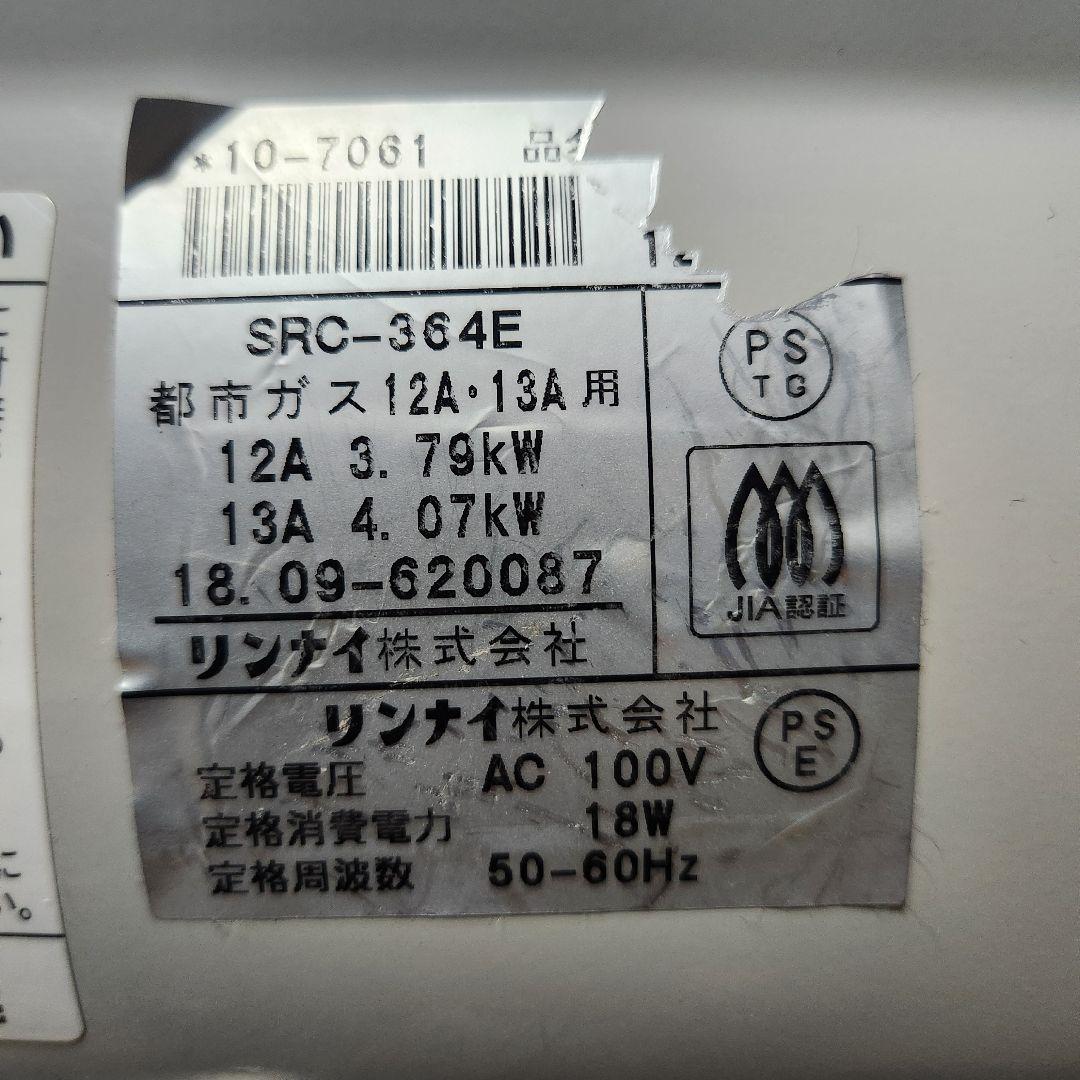 *10-7061 品
SRC-364E
都市ガス12A・13A用
12A 3.79kW
13A 4.07kW
18.09-620087
リンナイ株式会社
PS
TG
JIA認証
リンナイ株式会社
PS
E
定格電圧 AC 100V
定格消費電力 18W
定格周波数 50-60Hz
に
い。